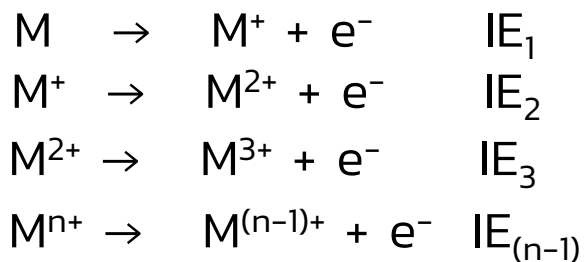 M → M⁺ + e⁻ IE₁
M⁺ → M²⁺ + e⁻ IE₂
M²⁺ → M³⁺ + e⁻ IE₃
Mⁿ⁺ → M⁽ⁿ⁻¹⁾⁺ + e⁻ IE₍ₙ₋₁₎